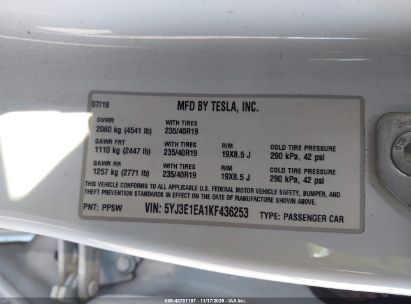 07/19 MFD BY TESLA, INC.
GVWR WITH TIRES
2060 kg (4541 lb) 235/40R19
GAWR FRT WITH TIRES RIM COLD TIRE PRESSURE
1110 kg (2447 lb) 235/40R19 19X8.5 J 290 kPa, 42 psi
GAWR RR WITH TIRES RIM COLD TIRE PRESSURE
1257 kg (2771 lb) 235/40R19 19X8.5 J 290 kPa, 42 psi
THIS VEHICLE CONFORMS TO ALL APPLICABLE U.S. FEDERAL MOTOR VEHICLE SAFETY, BUMPER, AND
THEFT PREVENTION STANDARDS IN EFFECT ON THE DATE OF MANUFACTURE SHOWN ABOVE.
PNT: PPSW VIN: 5YJ3E1EA1KF436253 TYPE: PASSENGER CAR